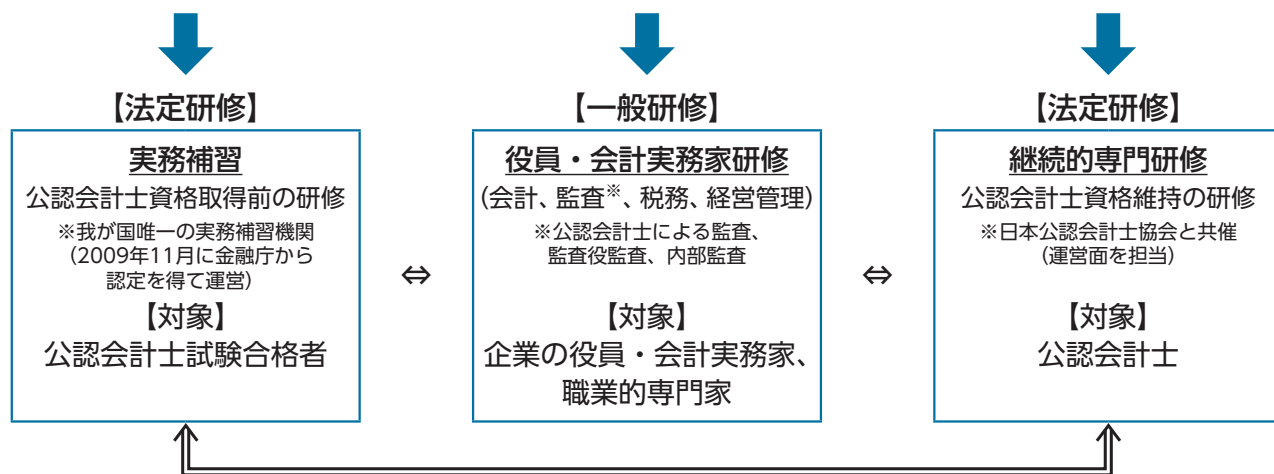 【法定研修】
実務補習
公認会計士資格取得前の研修
※我が国唯一の実務補習機関
(2009年11月に金融庁から
認定を得て運営)
【対象】
公認会計士試験合格者
⇔
【一般研修】
役員・会計実務家研修
(会計、監査※、税務、経営管理)
※公認会計士による監査、
監査役監査、内部監査
【対象】
企業の役員・会計実務家、
職業的専門家
⇔
【法定研修】
継続的専門研修
公認会計士資格維持の研修
※日本公認会計士協会と共催
(運営面を担当)
【対象】
公認会計士